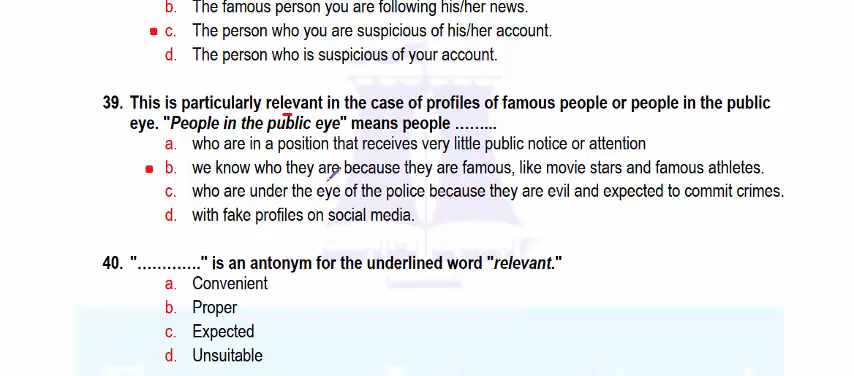 b. The famous person you are following his/her news.
c. The person who you are suspicious of his/her account.
d. The person who is suspicious of your account.
39. This is particularly relevant in the case of profiles of famous people or people in the public
eye. "People in the public eye" means people .........
a. who are in a position that receives very little public notice or attention
b. we know who they are because they are famous, like movie stars and famous athletes.
c. who are under the eye of the police because they are evil and expected to commit crimes.
d. with fake profiles on social media.
40. "............." is an antonym for the underlined word "relevant."
a. Convenient
b. Proper
c. Expected
d. Unsuitable